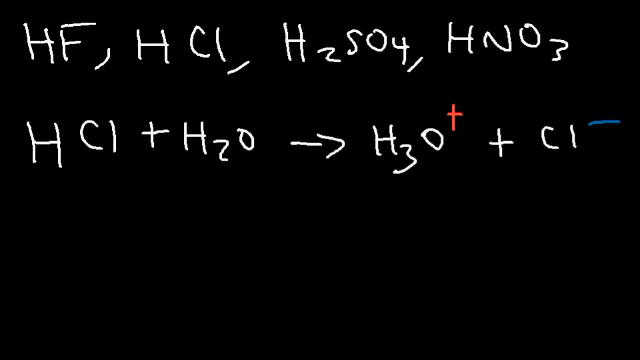 HF, HCl, H₂SO₄, HNO₃
HCl + H₂O → H₃O⁺ + Cl⁻